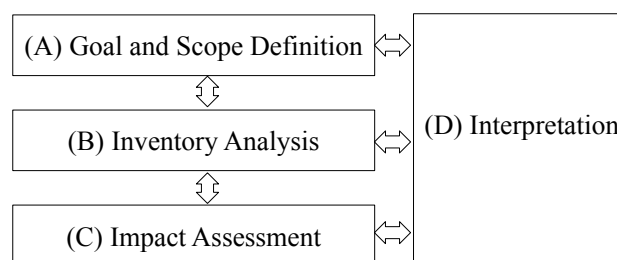 (A) Goal and Scope Definition
(B) Inventory Analysis
(D) Interpretation
(C) Impact Assessment